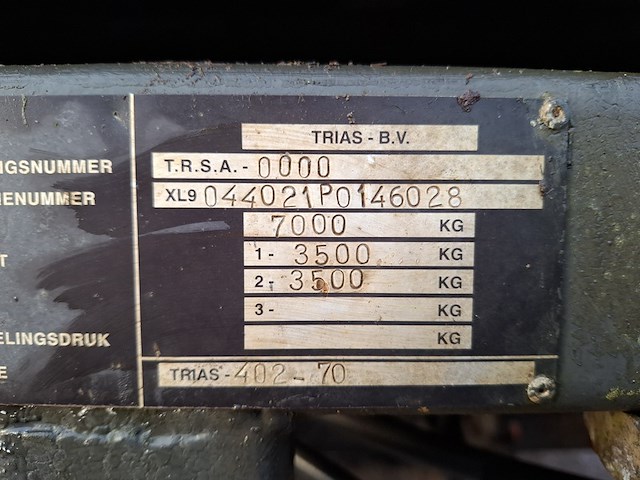 TRIAS - B.V.
NGSNUMMER T.R.S.A. - 0000
IENUMMER XL9 044021P0146028
7000 KG
T 1 - 3500 KG
2 - 3500 KG
3 - KG
ELINGSDRUK KG
E TRIAS - 402-70